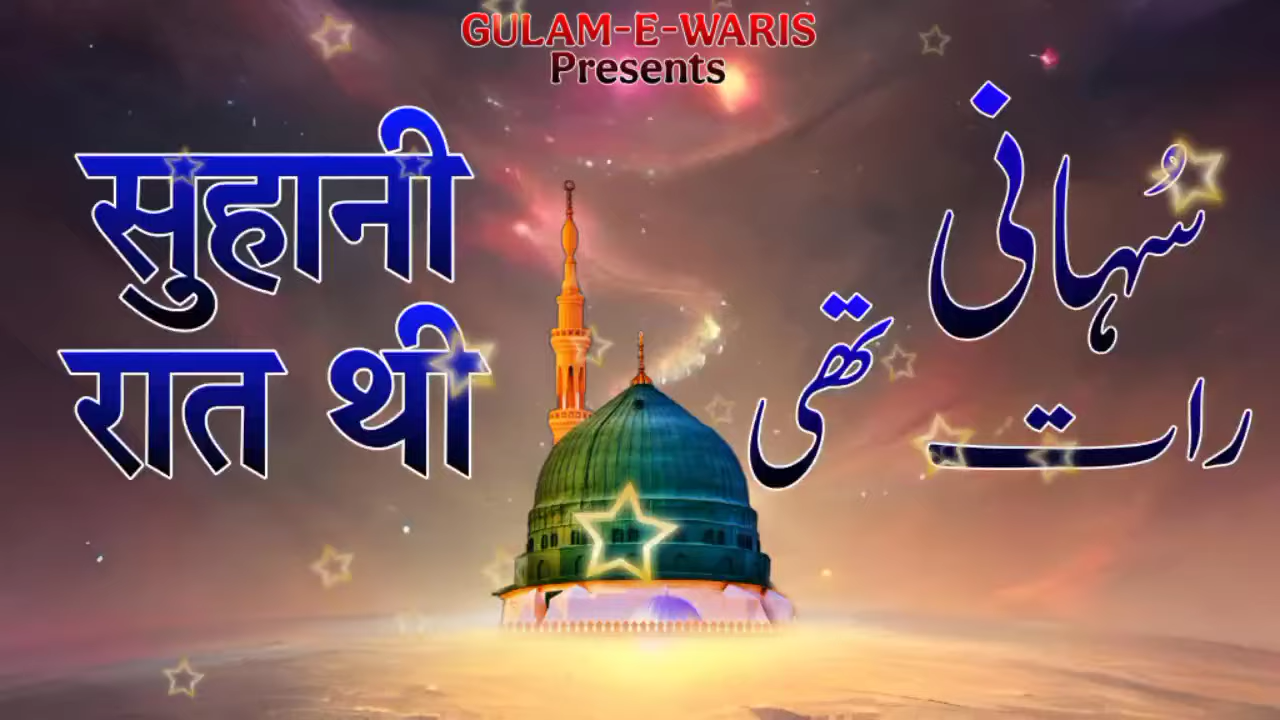 GULAM-E-WARIS
Presents
सुहानी
रात थी
سُہانی
رات تھی